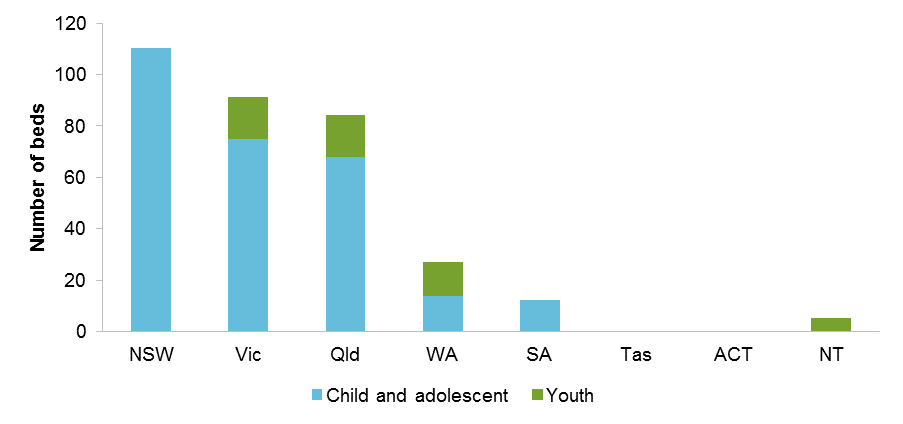 Number of beds
120
100
80
60
40
20
0
NSW Vic Qld WA SA Tas ACT NT
Child and adolescent Youth